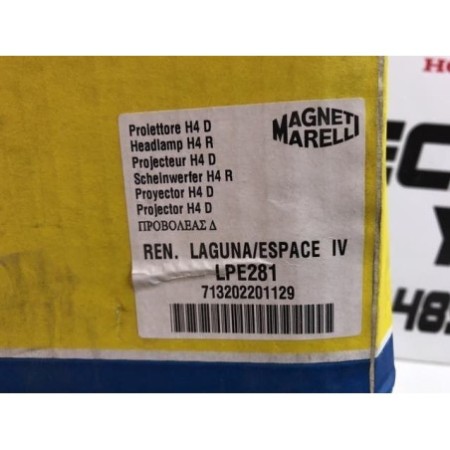 Proiettore H4 D
Headlamp H4 R
Projecteur H4 D
Scheinwerfer H4 R
Proyector H4 D
Projector H4 D
ΠΡΟΒΟΛΕΑΣ Δ
MAGNETI
MARELLI
REN. LAGUNA/ESPACE IV
LPE281
713202201129